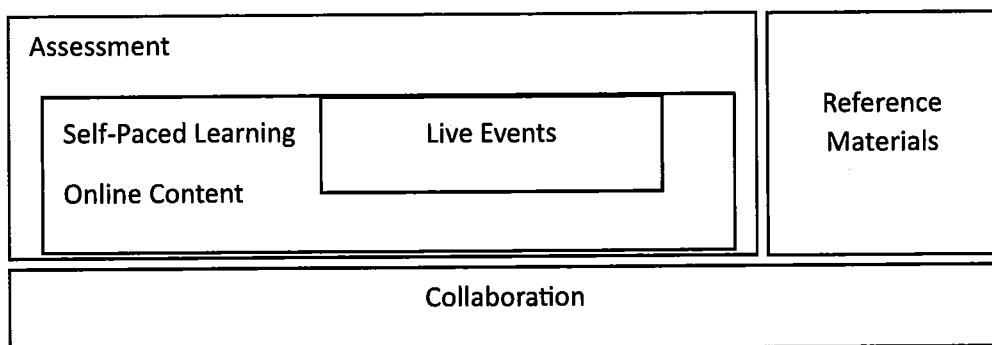 Assessment
Self-Paced Learning
Live Events
Online Content
Reference
Materials
Collaboration